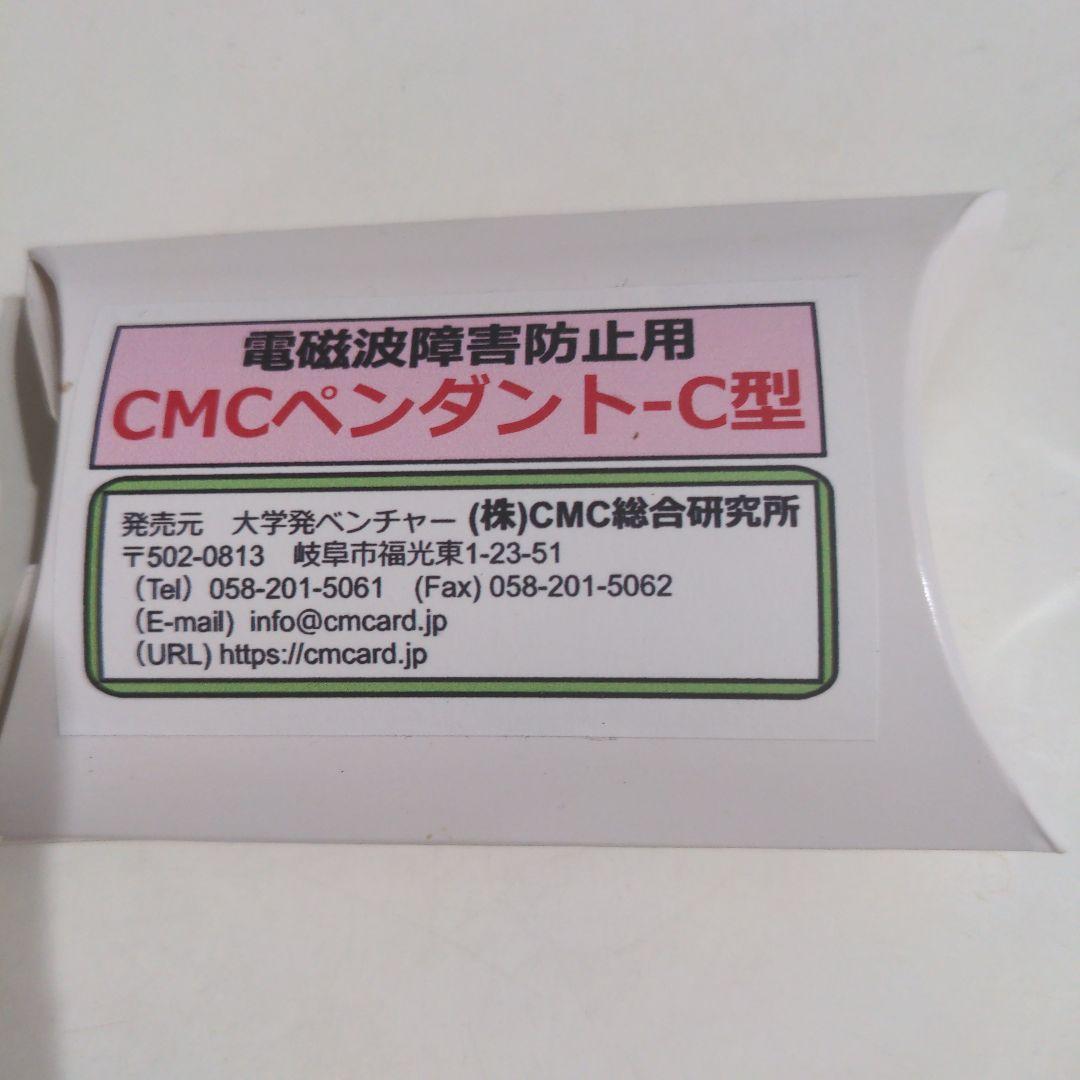 電磁波障害防止用
CMCペンダント-C型
発売元　大学発ベンチャー (株)CMC総合研究所
〒502-0813　岐阜市福光東1-23-51
（Tel）058-201-5061　(Fax) 058-201-5062
（E-mail）info@cmcard.jp
（URL) https://cmcard.jp